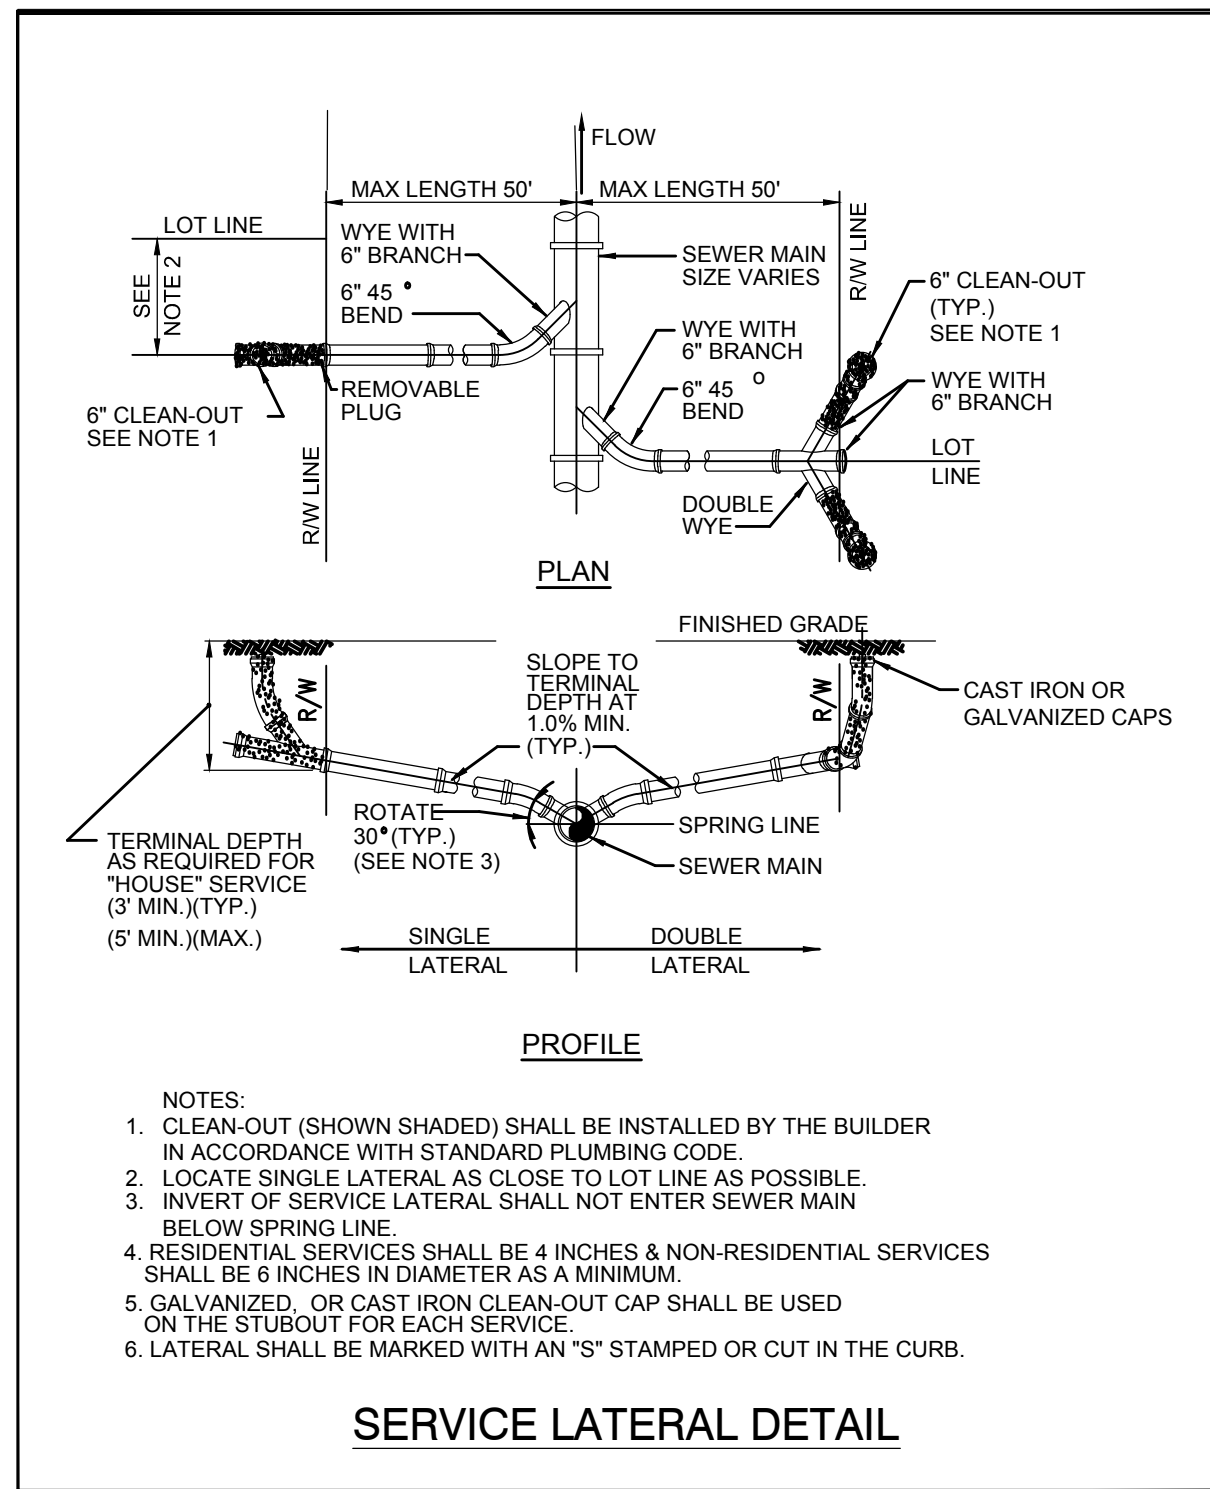 FLOW
MAX LENGTH 50'
MAX LENGTH 50'
LOT LINE
SEE
NOTE 2
WYE WITH
6" BRANCH
6" 45 °
BEND
SEWER MAIN
SIZE VARIES
R/W LINE
6" CLEAN-OUT
(TYP.)
SEE NOTE 1
WYE WITH
6" BRANCH
6" 45 °
BEND
WYE WITH
6" BRANCH
REMOVABLE
PLUG
6" CLEAN-OUT
SEE NOTE 1
R/W LINE
LOT
LINE
DOUBLE
WYE
PLAN
FINISHED GRADE
SLOPE TO
TERMINAL
DEPTH AT
1.0% MIN.
(TYP.)
R/W
R/W
CAST IRON OR
GALVANIZED CAPS
ROTATE
30°(TYP.)
(SEE NOTE 3)
SPRING LINE
SEWER MAIN
TERMINAL DEPTH
AS REQUIRED FOR
"HOUSE" SERVICE
(3' MIN.)(TYP.)
(5' MIN.)(MAX.)
SINGLE
LATERAL
DOUBLE
LATERAL
PROFILE
NOTES:
1. CLEAN-OUT (SHOWN SHADED) SHALL BE INSTALLED BY THE BUILDER
IN ACCORDANCE WITH STANDARD PLUMBING CODE.
2. LOCATE SINGLE LATERAL AS CLOSE TO LOT LINE AS POSSIBLE.
3. INVERT OF SERVICE LATERAL SHALL NOT ENTER SEWER MAIN
BELOW SPRING LINE.
4. RESIDENTIAL SERVICES SHALL BE 4 INCHES & NON-RESIDENTIAL SERVICES
SHALL BE 6 INCHES IN DIAMETER AS A MINIMUM.
5. GALVANIZED, OR CAST IRON CLEAN-OUT CAP SHALL BE USED
ON THE STUBOUT FOR EACH SERVICE.
6. LATERAL SHALL BE MARKED WITH AN "S" STAMPED OR CUT IN THE CURB.
SERVICE LATERAL DETAIL